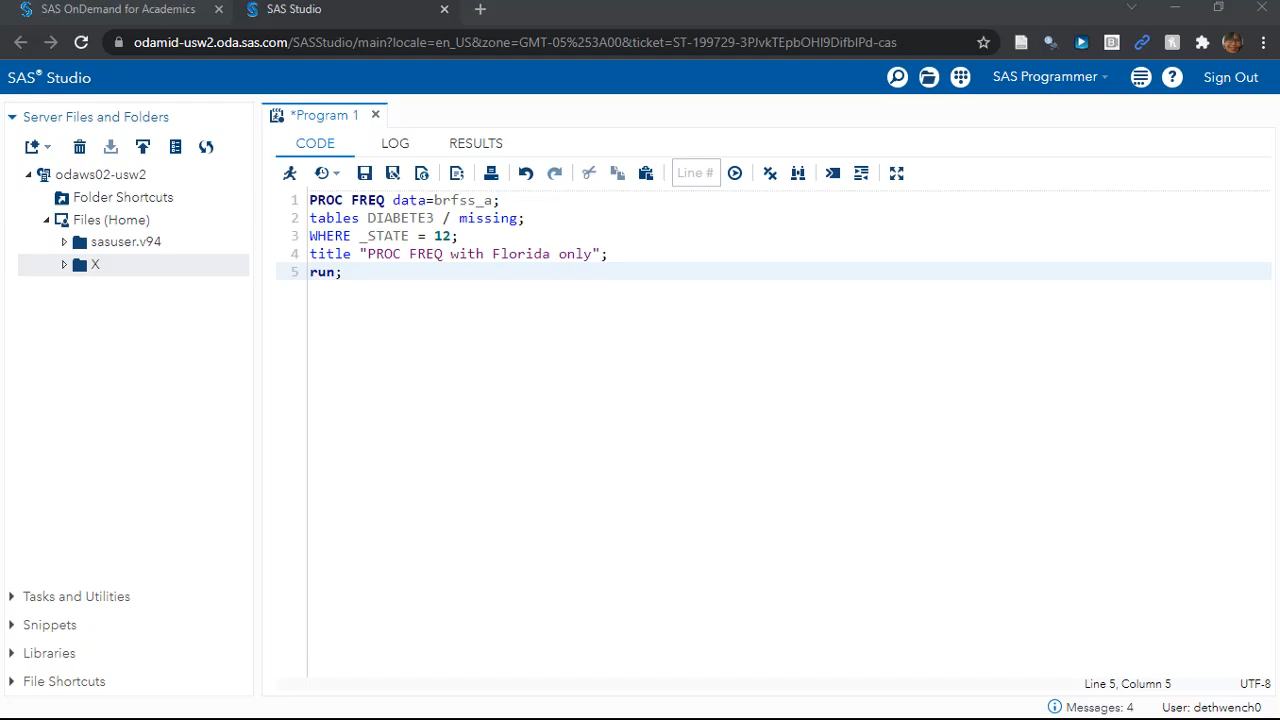 SAS OnDemand for Academics
SAS Studio
odamid-usw2.oda.sas.com/SASStudio/main?locale=en_US&zone=GMT-05%253A00&ticket=ST-199729-3PJvkTEpbOHI9DifbIPd-cas
SAS® Studio
SAS Programmer
Sign Out
Server Files and Folders
odaws02-usw2
Folder Shortcuts
Files (Home)
sasuser.v94
X
Tasks and Utilities
Snippets
Libraries
File Shortcuts
*Program 1
CODE LOG RESULTS
Line #
1 PROC FREQ data=brfss_a;
2 tables DIABETE3 / missing;
3 WHERE _STATE = 12;
4 title "PROC FREQ with Florida only";
5 run;
Line 5, Column 5 UTF-8
Messages: 4 User: dethwench0